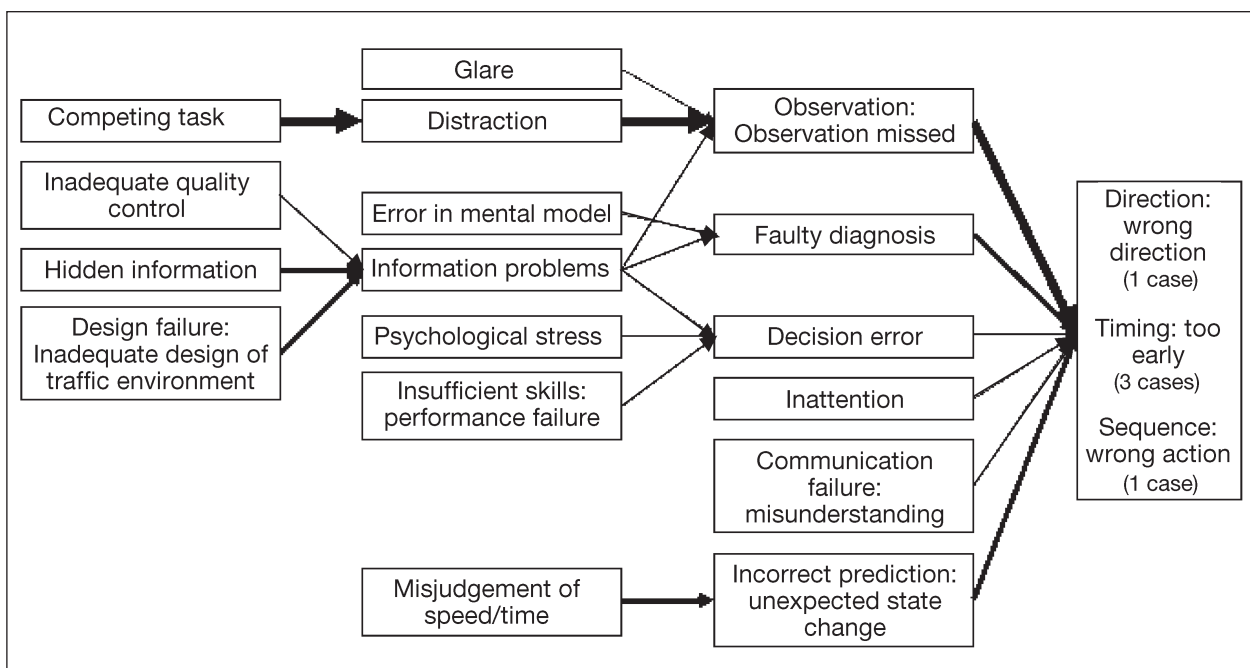 Competing task
Inadequate quality
control
Hidden information
Design failure:
Inadequate design of
traffic environment
Glare
Distraction
Error in mental model
Information problems
Psychological stress
Insufficient skills:
performance failure
Misjudgement of
speed/time
Observation:
Observation missed
Faulty diagnosis
Decision error
Inattention
Communication
failure:
misunderstanding
Incorrect prediction:
unexpected state
change
Direction:
wrong
direction
(1 case)
Timing: too
early
(3 cases)
Sequence:
wrong action
(1 case)